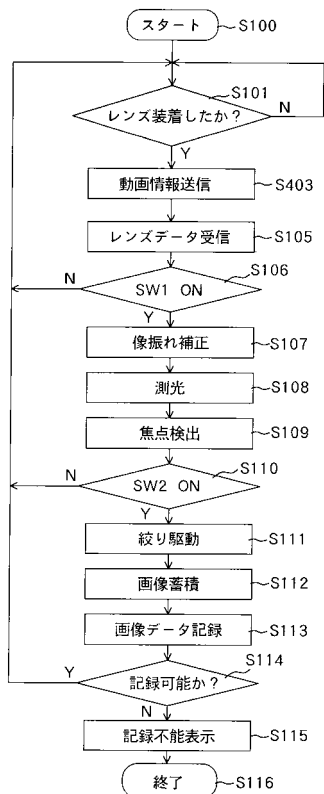 スタート S100
S101
レンズ装着したか? N
Y
動画情報送信 S403
レンズデータ受信 S105
S106
N SW1 ON
Y
像振れ補正 S107
測光 S108
焦点検出 S109
S110
N SW2 ON
Y
絞り駆動 S111
画像蓄積 S112
画像データ記録 S113
S114
Y 記録可能か?
N
記録不能表示 S115
終了 S116